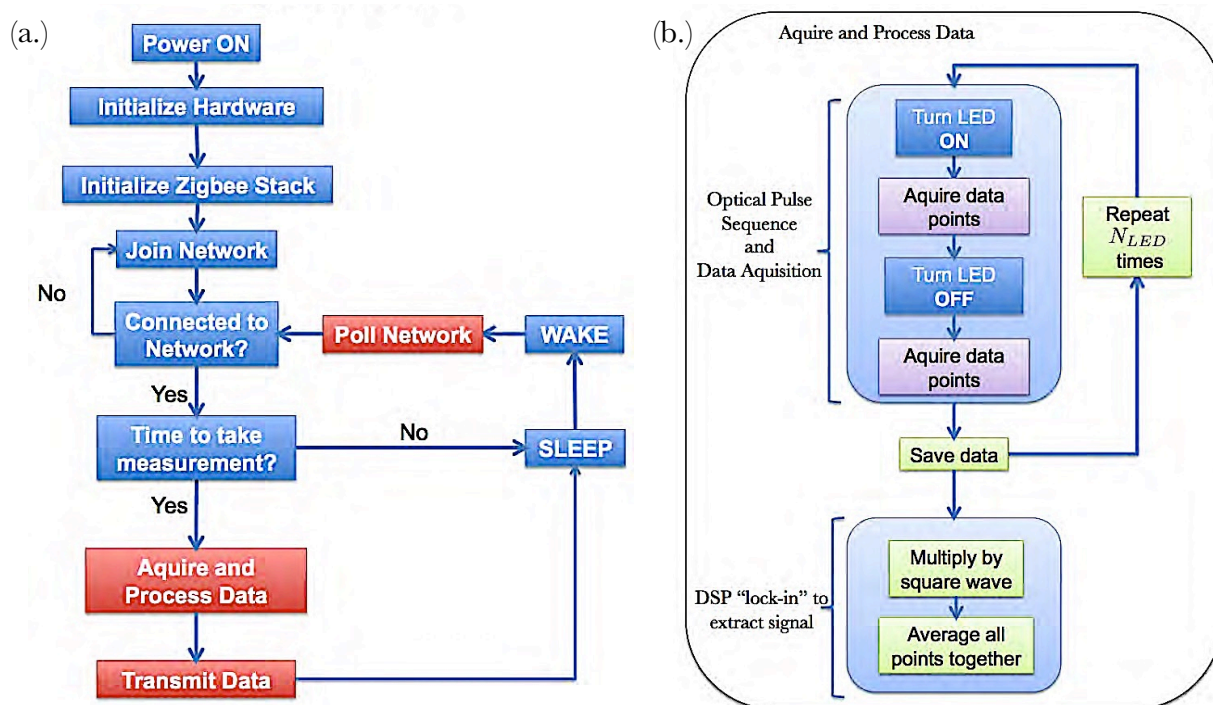 (a.)
Power ON
Initialize Hardware
Initialize Zigbee Stack
Join Network
No
Connected to
Network?
Poll Network
WAKE
Yes
Time to take
measurement?
No
SLEEP
Yes
Aquire and
Process Data
Transmit Data
(b.)
Aquire and Process Data
Turn LED
ON
Aquire data
points
Turn LED
OFF
Aquire data
points
Optical Pulse
Sequence
and
Data Aquisition
Repeat
N_LED
times
Save data
DSP “lock-in” to
extract signal
Multiply by
square wave
Average all
points together